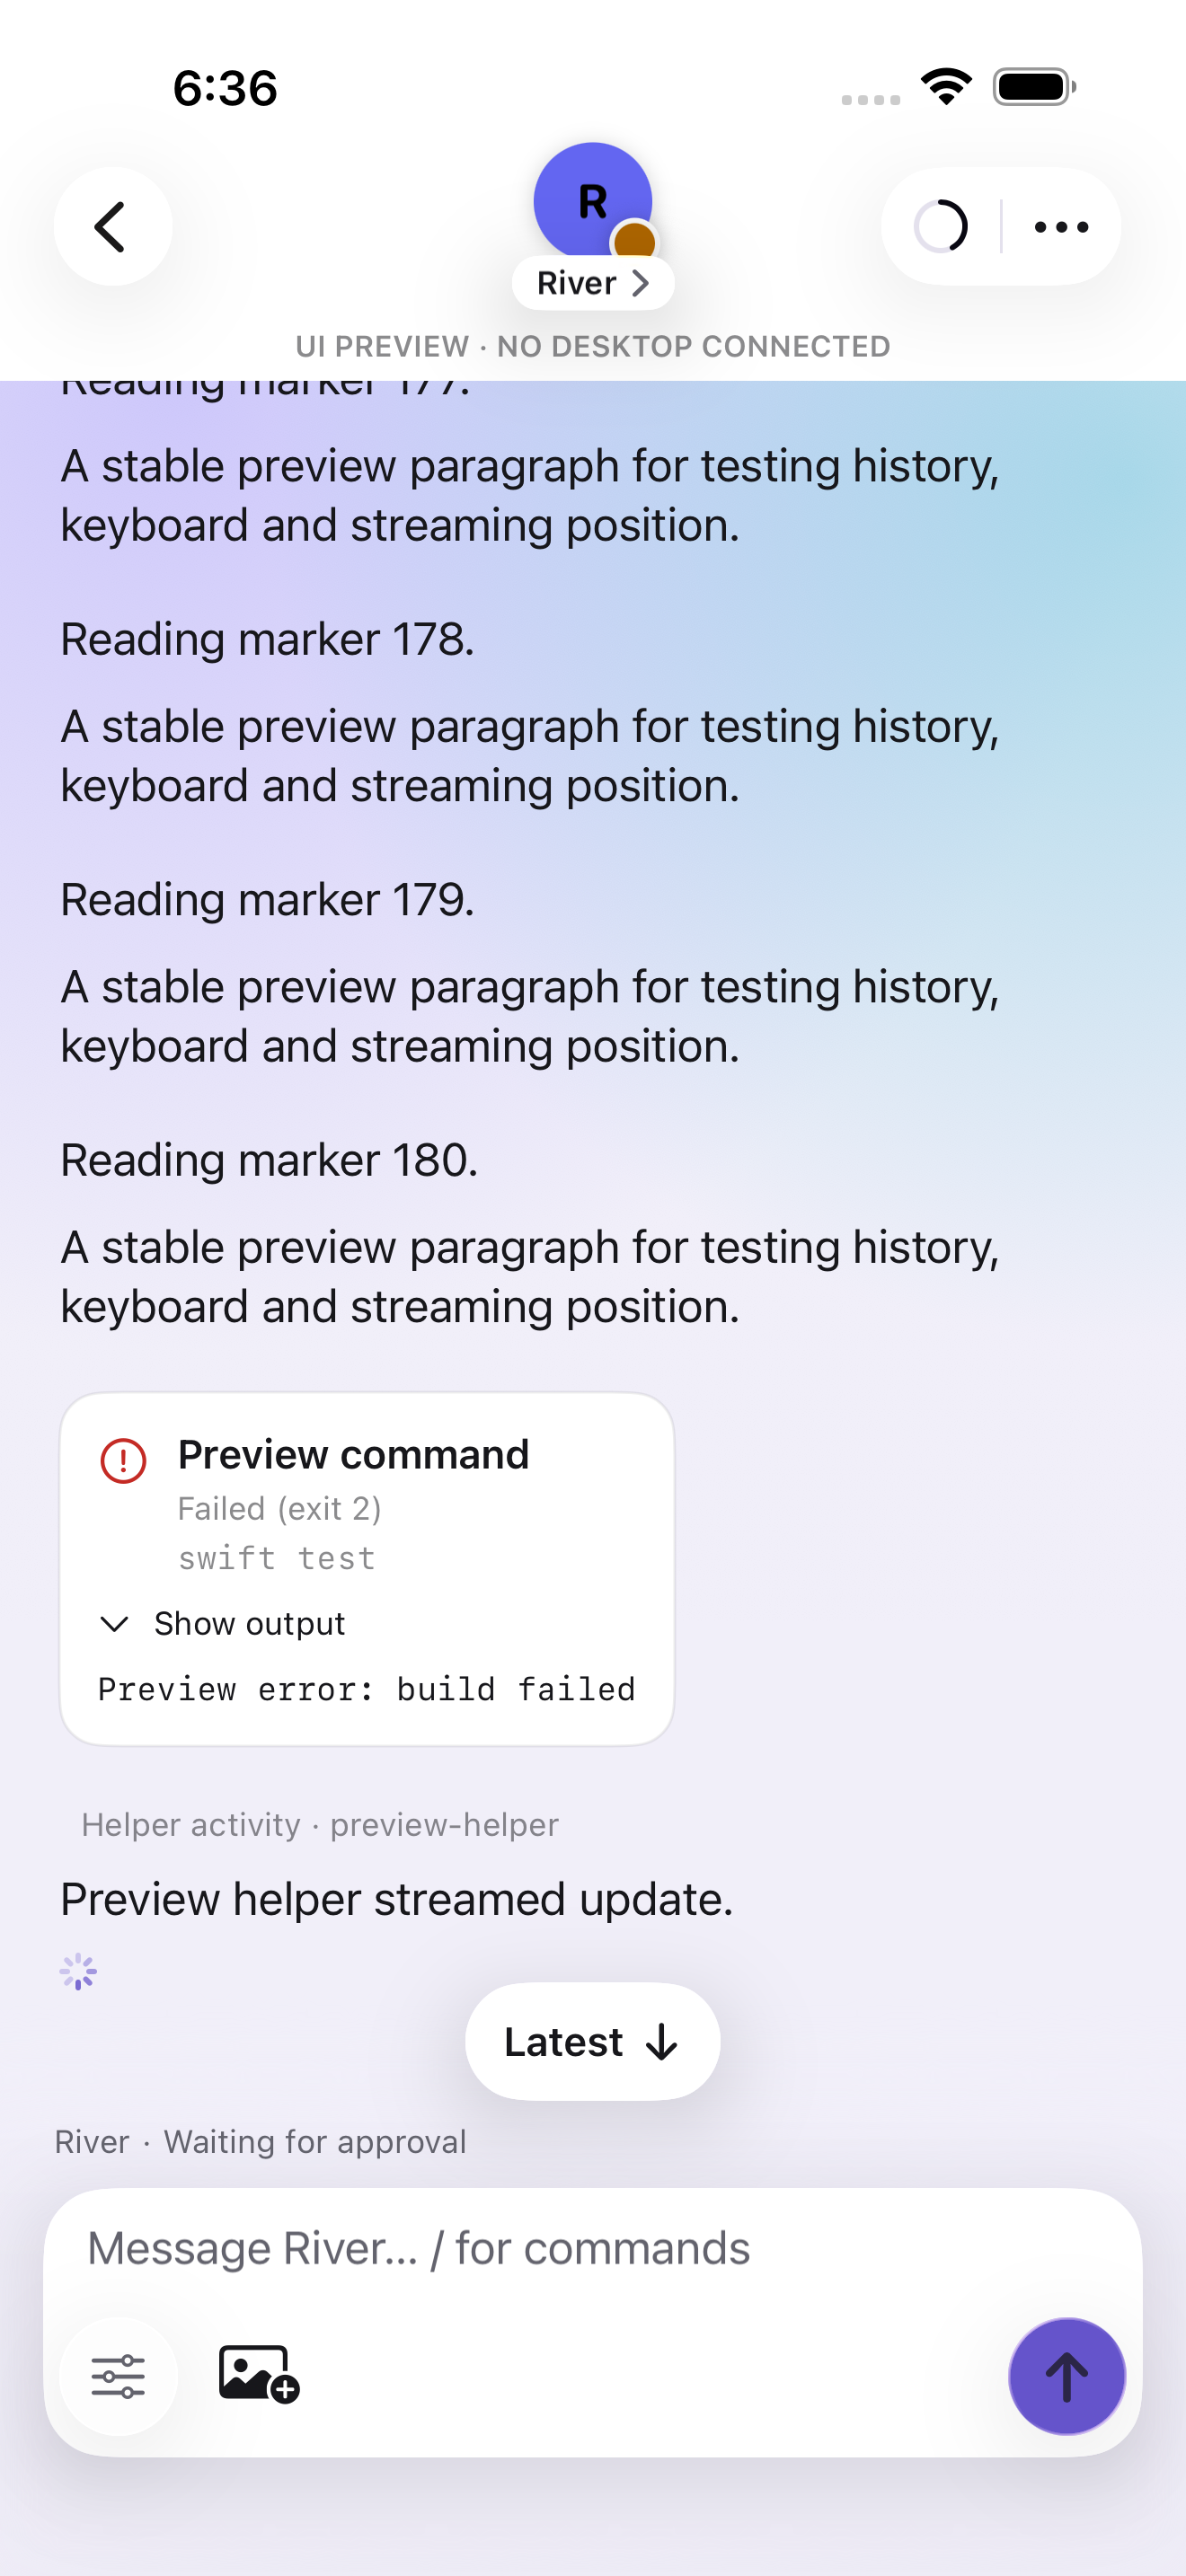 6:36
R
River
UI PREVIEW · NO DESKTOP CONNECTED
Reading marker 177.
A stable preview paragraph for testing history,
keyboard and streaming position.
Reading marker 178.
A stable preview paragraph for testing history,
keyboard and streaming position.
Reading marker 179.
A stable preview paragraph for testing history,
keyboard and streaming position.
Reading marker 180.
A stable preview paragraph for testing history,
keyboard and streaming position.
Preview command
Failed (exit 2)
swift test
Show output
Preview error: build failed
Helper activity · preview-helper
Preview helper streamed update.
Latest
River · Waiting for approval
Message River... / for commands